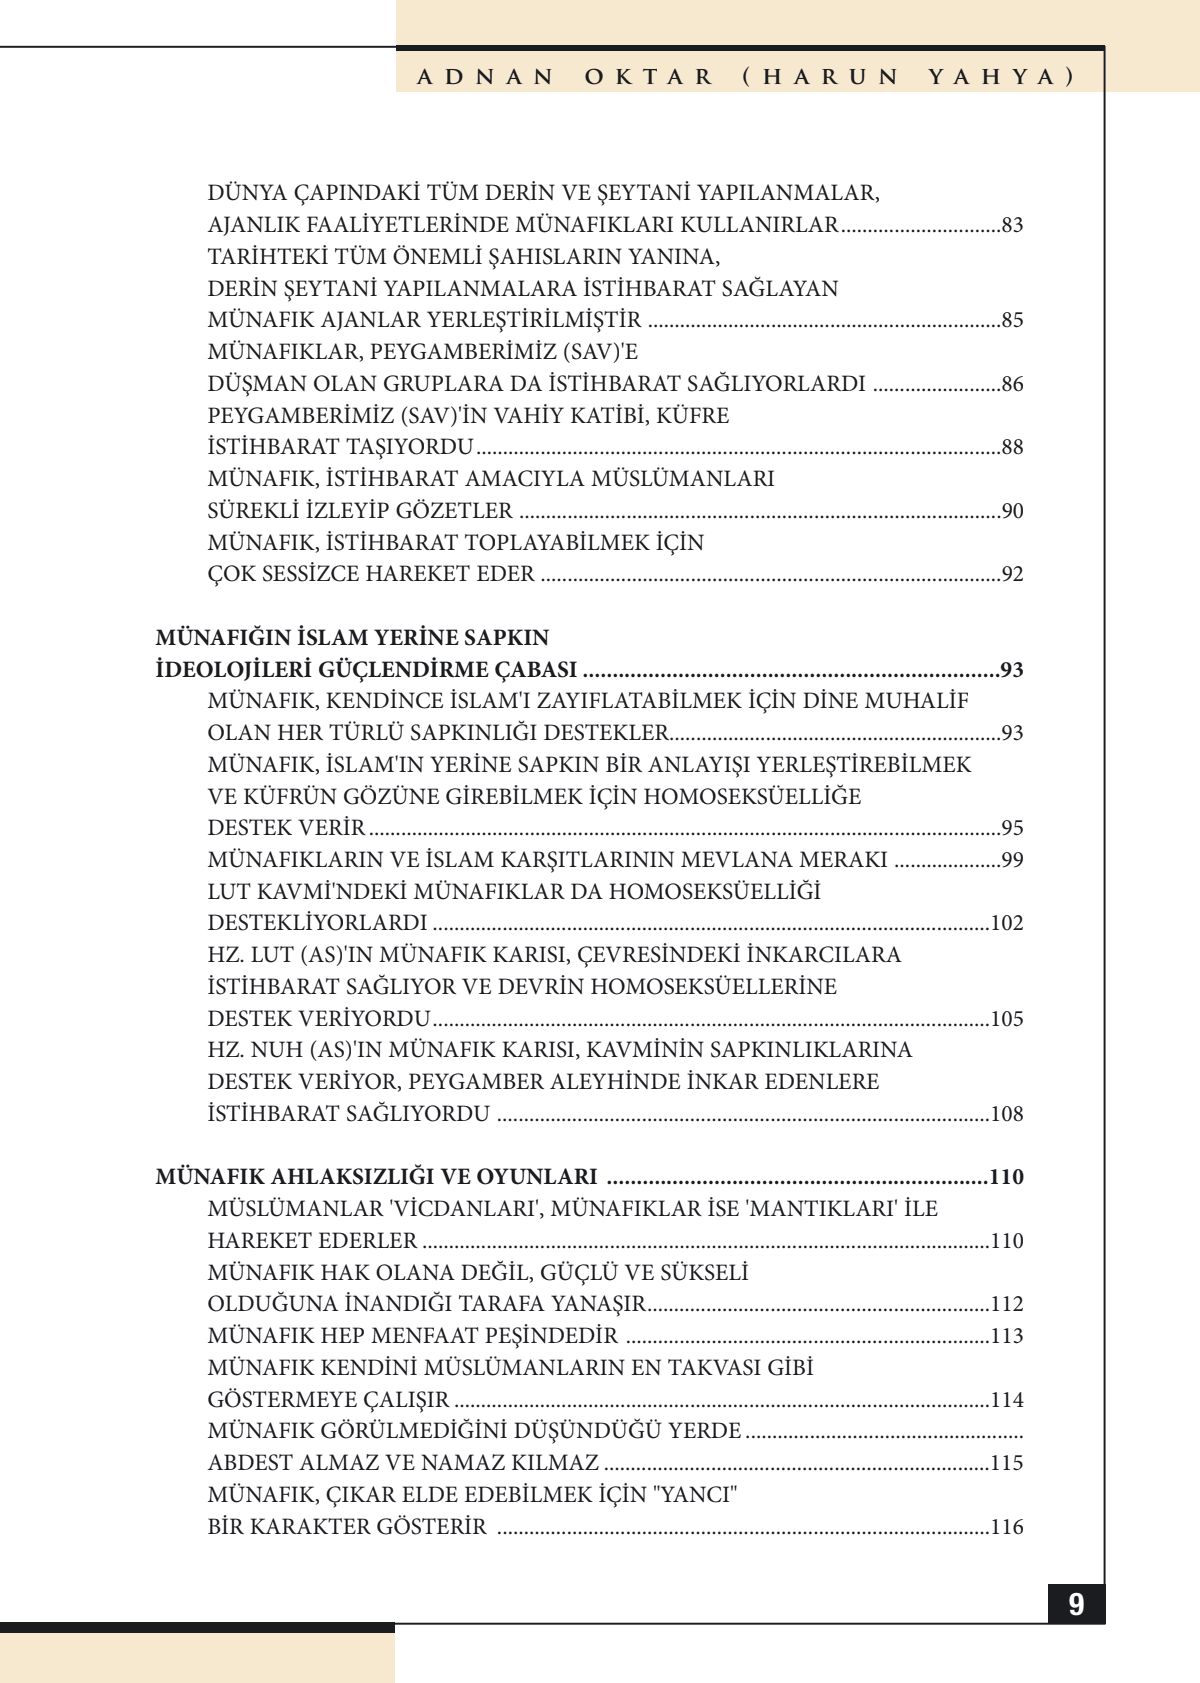 ADNAN OKTAR (HARUN YAHYA)
DÜNYA ÇAPINDAKİ TÜM DERİN VE ŞEYTANİ YAPILANMALAR,
AJANLIK FAALİYETLERİNDE MÜNAFIKLARI KULLANIRLAR..............................83
TARİHTEKİ TÜM ÖNEMLİ ŞAHISLARIN YANINA,
DERİN ŞEYTANİ YAPILANMALARA İSTİHBARAT SAĞLAYAN
MÜNAFIK AJANLAR YERLEŞTİRİLMİŞTİR ..................................................................85
MÜNAFIKLAR, PEYGAMBERİMİZ (SAV)'E
DÜŞMAN OLAN GRUPLARA DA İSTİHBARAT SAĞLIYORLARDI ........................86
PEYGAMBERİMİZ (SAV)'İN VAHİY KATİBİ, KÜFRE
İSTİHBARAT TAŞIYORDU..................................................................................................88
MÜNAFIK, İSTİHBARAT AMACIYLA MÜSLÜMANLARI
SÜREKLİ İZLEYİP GÖZETLER ..........................................................................................90
MÜNAFIK, İSTİHBARAT TOPLAYABİLMEK İÇİN
ÇOK SESSİZCE HAREKET EDER ......................................................................................92
MÜNAFIĞIN İSLAM YERİNE SAPKIN
İDEOLOJİLERİ GÜÇLENDİRME ÇABASI ......................................................................93
MÜNAFIK, KENDİNCE İSLAM'I ZAYIFLATABİLMEK İÇİN DİNE MUHALİF
OLAN HER TÜRLÜ SAPKINLIĞI DESTEKLER..............................................................93
MÜNAFIK, İSLAM'IN YERİNE SAPKIN BİR ANLAYIŞI YERLEŞTİREBİLMEK
VE KÜFRÜN GÖZÜNE GİREBİLMEK İÇİN HOMOSEKSÜELLİĞE
DESTEK VERİR......................................................................................................................95
MÜNAFIKLARIN VE İSLAM KARŞITLARININ MEVLANA MERAKI ....................99
LUT KAVMİ'NDEKİ MÜNAFIKLAR DA HOMOSEKSÜELLİĞİ
DESTEKLİYORLARDI ........................................................................................................102
HZ. LUT (AS)'IN MÜNAFIK KARISI, ÇEVRESİNDEKİ İNKARCILARA
İSTİHBARAT SAĞLIYOR VE DEVRİN HOMOSEKSÜELLERİNE
DESTEK VERİYORDU........................................................................................................105
HZ. NUH (AS)'IN MÜNAFIK KARISI, KAVMİNİN SAPKINLIKLARINA
DESTEK VERİYOR, PEYGAMBER ALEYHİNDE İNKAR EDENLERE
İSTİHBARAT SAĞLIYORDU ............................................................................................108
MÜNAFIK AHLAKSIZLIĞI VE OYUNLARI ................................................................110
MÜSLÜMANLAR 'VİCDANLARI', MÜNAFIKLAR İSE 'MANTIKLARI' İLE
HAREKET EDERLER ..........................................................................................................110
MÜNAFIK HAK OLANA DEĞİL, GÜÇLÜ VE SÜKSELİ
OLDUĞUNA İNANDIĞI TARAFA YANAŞIR................................................................112
MÜNAFIK HEP MENFAAT PEŞİNDEDİR ....................................................................113
MÜNAFIK KENDİNİ MÜSLÜMANLARIN EN TAKVASI GİBİ
GÖSTERMEYE ÇALIŞIR ....................................................................................................114
MÜNAFIK GÖRÜLMEDİĞİNİ DÜŞÜNDÜĞÜ YERDE....................................................
ABDEST ALMAZ VE NAMAZ KILMAZ ........................................................................115
MÜNAFIK, ÇIKAR ELDE EDEBİLMEK İÇİN "YANCI"
BİR KARAKTER GÖSTERİR ............................................................................................116
9